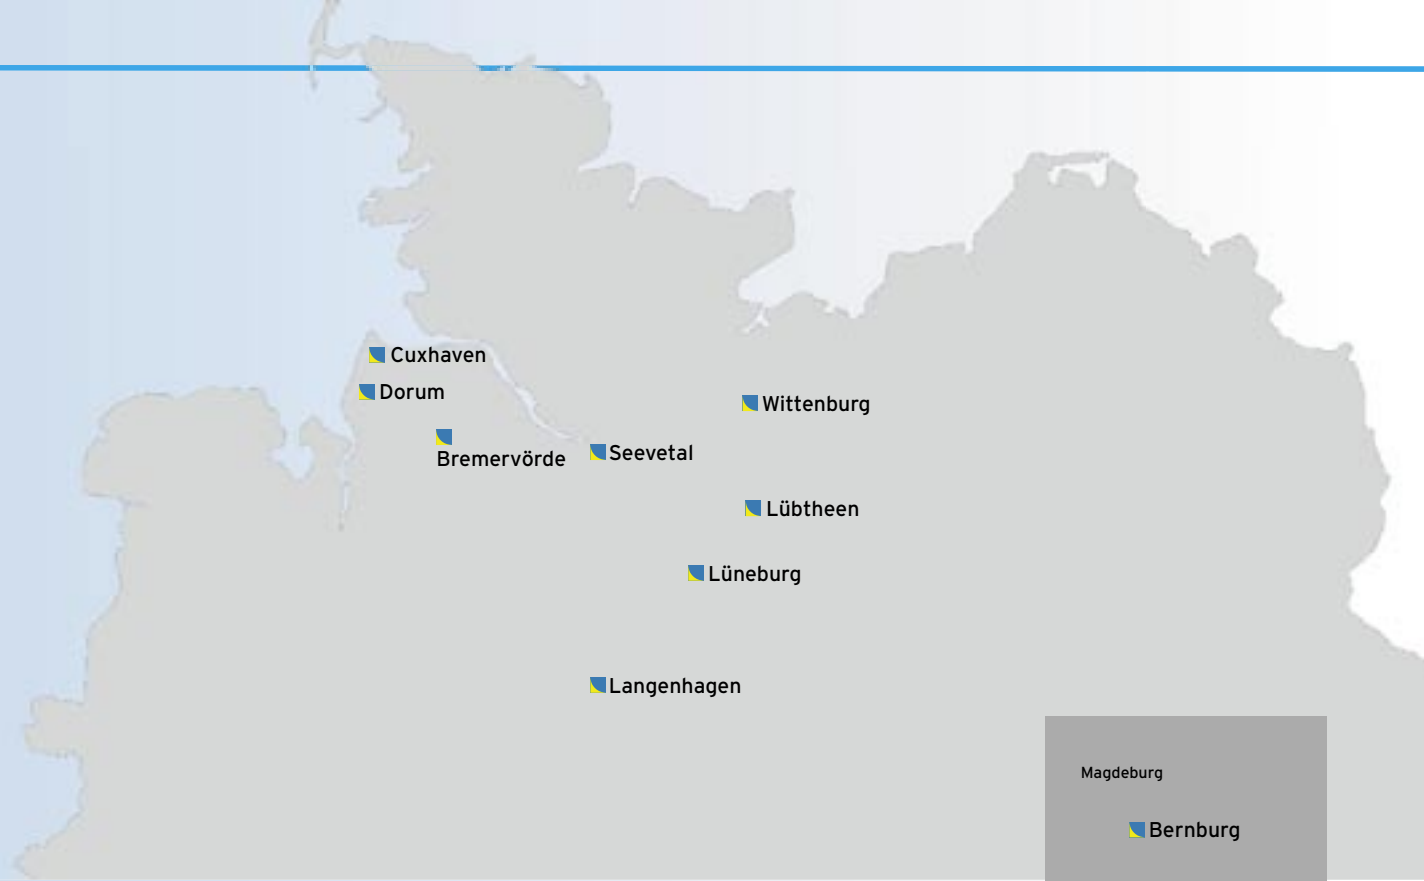 Cuxhaven
Dorum
Wittenburg
Bremervörde
Seevetal
Lübtheen
Lüneburg
Langenhagen
Magdeburg
Bernburg